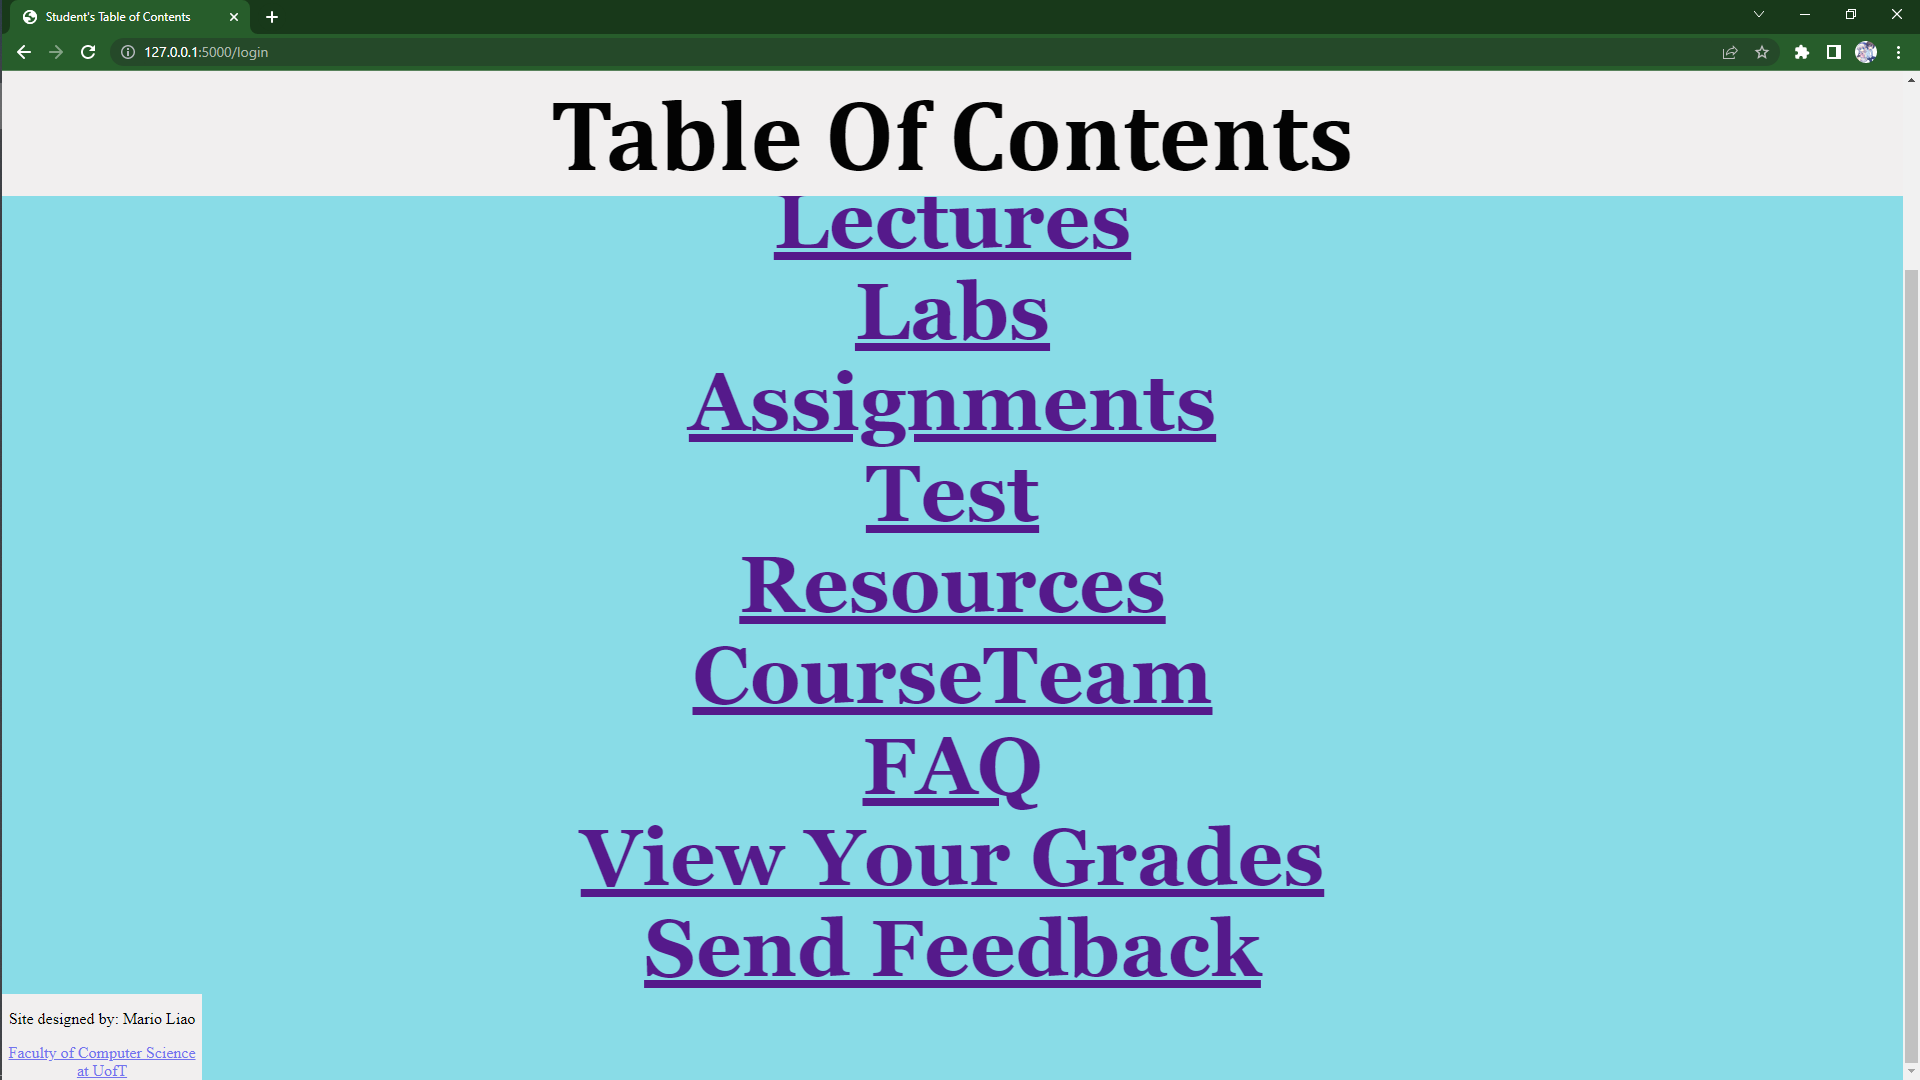 Student's Table of Contents
127.0.0.1:5000/login
Table Of Contents
Lectures
Labs
Assignments
Test
Resources
CourseTeam
FAQ
View Your Grades
Send Feedback
Site designed by: Mario Liao
Faculty of Computer Science
at UofT